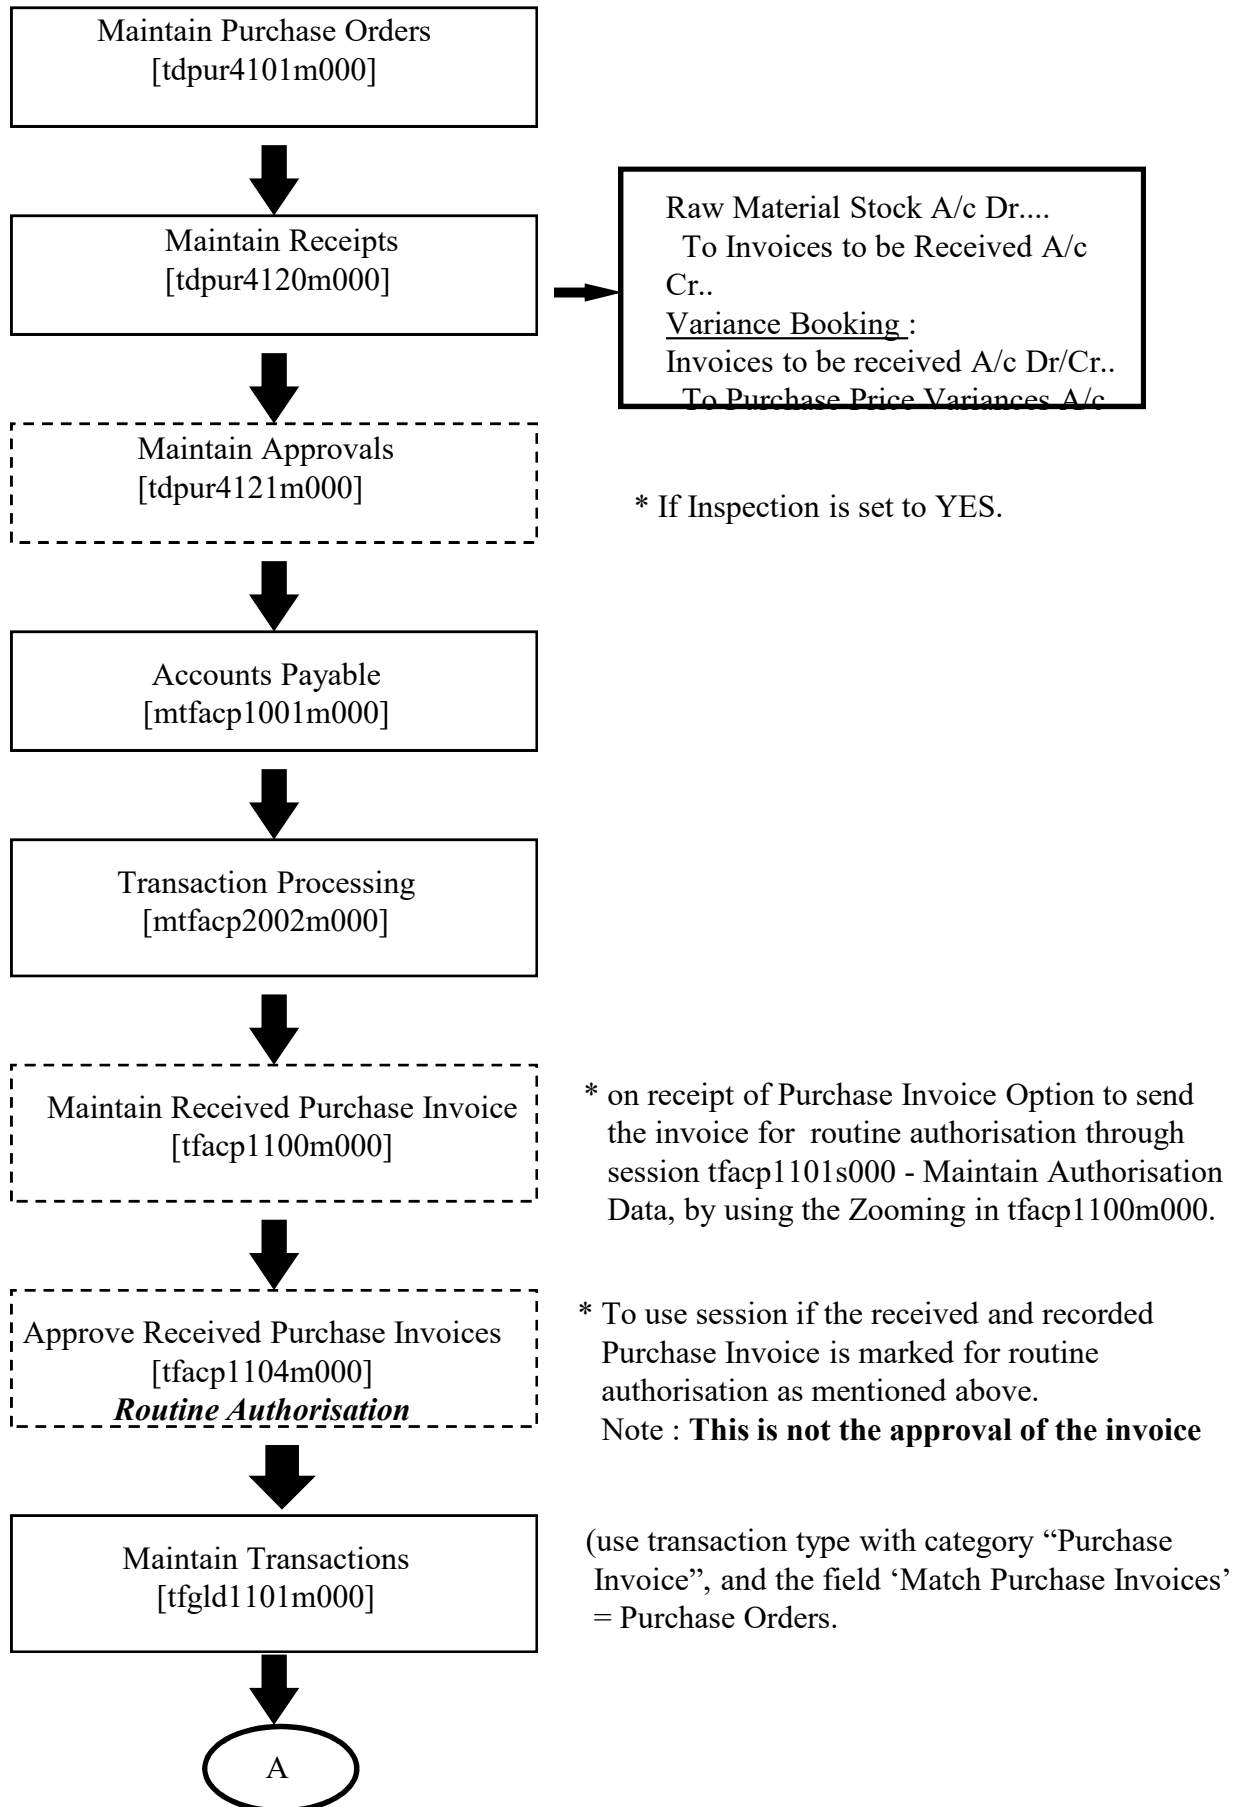 Maintain Purchase Orders
[tdpur4101m000]
Maintain Receipts
[tdpur4120m000]
Raw Material Stock A/c Dr....
To Invoices to be Received A/c
Cr..
Variance Booking :
Invoices to be received A/c Dr/Cr..
To Purchase Price Variances A/c
Maintain Approvals
[tdpur4121m000]
* If Inspection is set to YES.
Accounts Payable
[mtfacp1001m000]
Transaction Processing
[mtfacp2002m000]
Maintain Received Purchase Invoice
[tfacp1100m000]
* on receipt of Purchase Invoice Option to send
the invoice for routine authorisation through
session tfacp1101s000 - Maintain Authorisation
Data, by using the Zooming in tfacp1100m000.
Approve Received Purchase Invoices
[tfacp1104m000]
Routine Authorisation
* To use session if the received and recorded
Purchase Invoice is marked for routine
authorisation as mentioned above.
Note : This is not the approval of the invoice
Maintain Transactions
[tfgld1101m000]
(use transaction type with category “Purchase
Invoice”, and the field ‘Match Purchase Invoices’
= Purchase Orders.
A